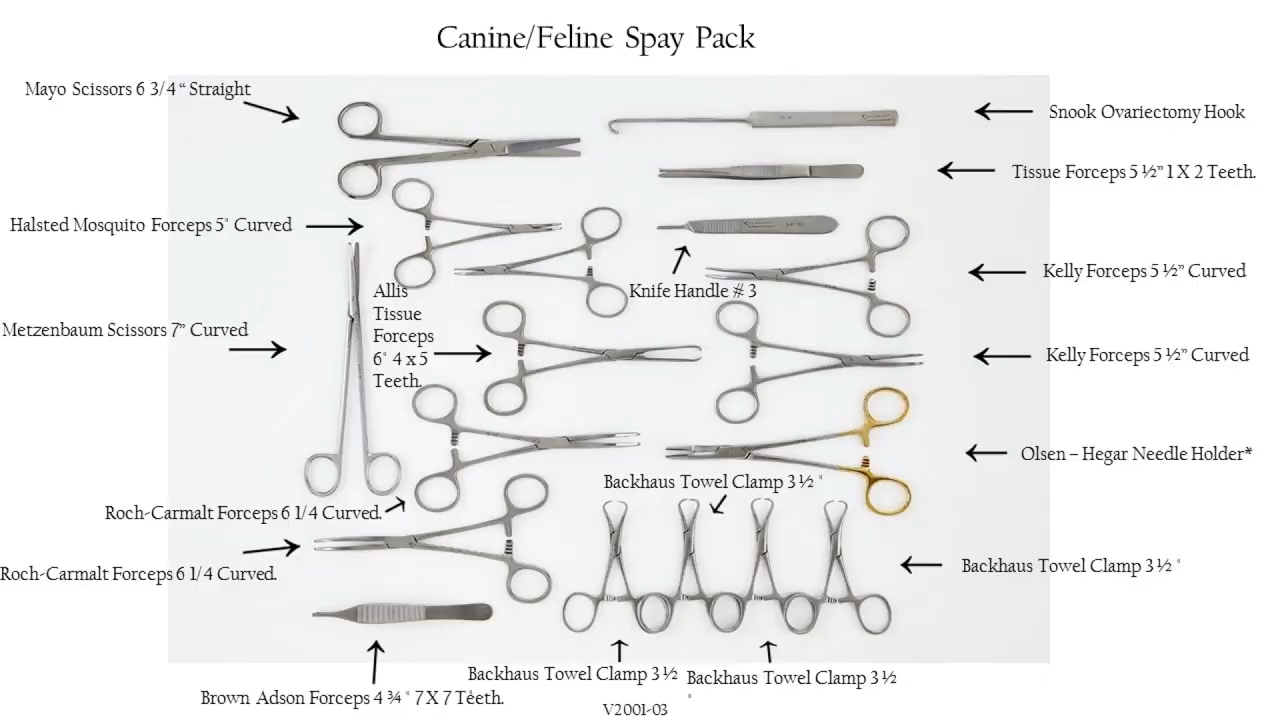 Canine/Feline Spay Pack
Mayo Scissors 6 3/4 “ Straight
Snook Ovariectomy Hook
Tissue Forceps 5 ½” 1 X 2 Teeth.
Halsted Mosquito Forceps 5" Curved
Kelly Forceps 5 ½” Curved
Knife Handle # 3
Allis
Tissue
Forceps
6" 4 x 5
Teeth.
Metzenbaum Scissors 7” Curved
Kelly Forceps 5 ½” Curved
Olsen – Hegar Needle Holder*
Backhaus Towel Clamp 3 ½ "
Roch-Carmalt Forceps 6 1/4 Curved.
Backhaus Towel Clamp 3 ½ "
Roch-Carmalt Forceps 6 1/4 Curved.
Backhaus Towel Clamp 3 ½
Backhaus Towel Clamp 3 ½
"
Brown Adson Forceps 4 ¾ " 7 X 7 Teeth.
V2001-03